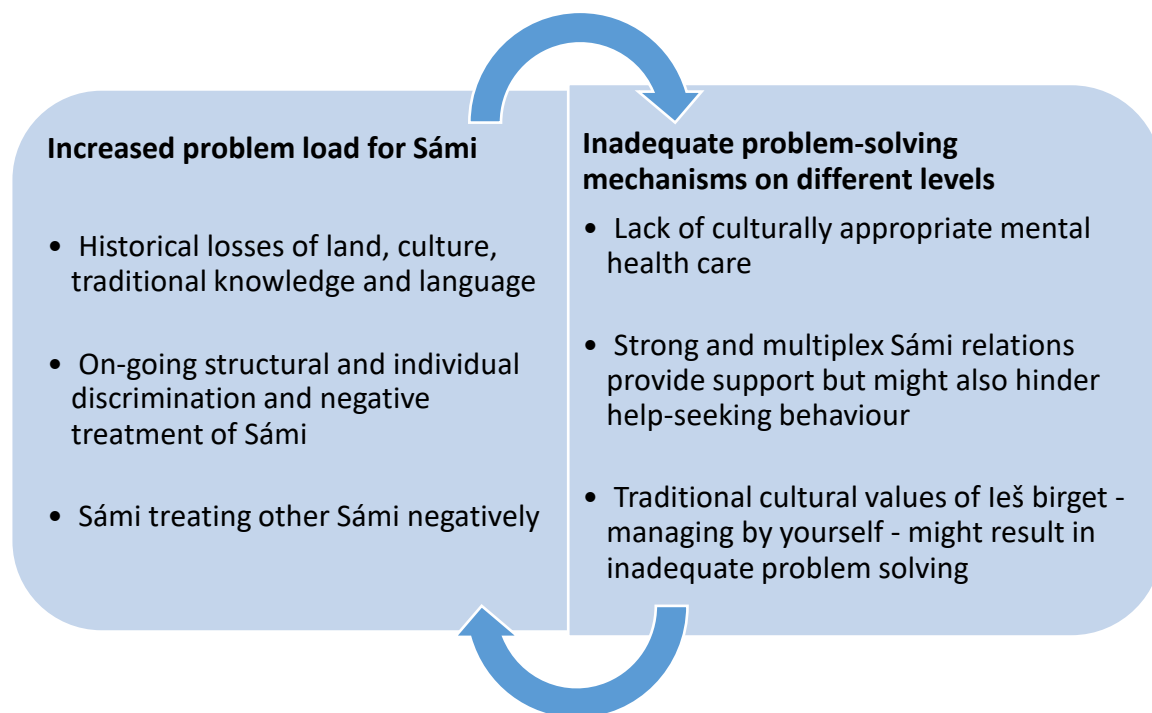 Increased problem load for Sámi
• Historical losses of land, culture,
traditional knowledge and language
• On-going structural and individual
discrimination and negative
treatment of Sámi
• Sámi treating other Sámi negatively
Inadequate problem-solving
mechanisms on different levels
• Lack of culturally appropriate mental
health care
• Strong and multiplex Sámi relations
provide support but might also hinder
help-seeking behaviour
• Traditional cultural values of Ieš birget -
managing by yourself - might result in
inadequate problem solving